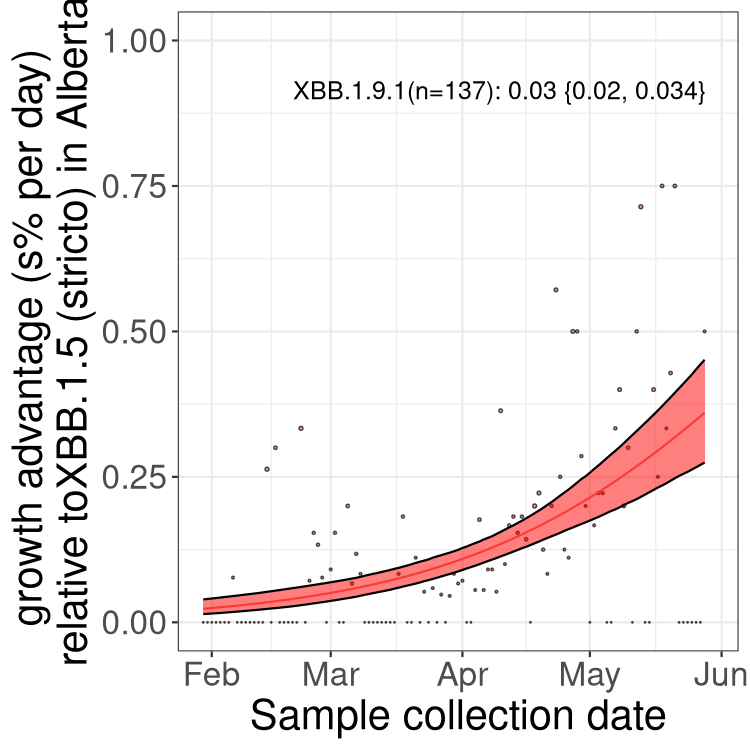 growth advantage (s% per day)
relative toXBB.1.5 (stricto) in Alberta
1.00
0.75
0.50
0.25
0.00
XBB.1.9.1(n=137): 0.03 {0.02, 0.034}
Feb Mar Apr May Jun
Sample collection date